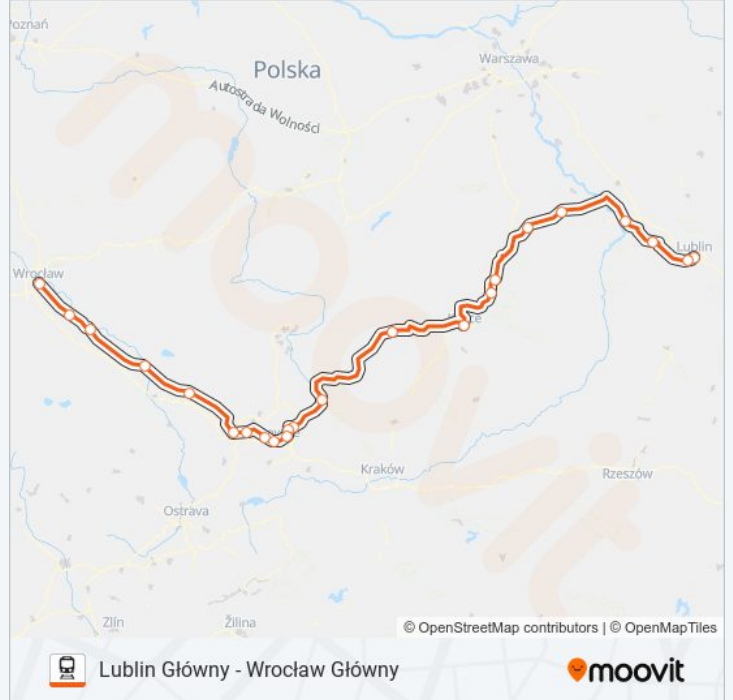 Poznań
Polska
Warszawa
Autostrada Wolności
Lublin
Wrocław
Kraków
Rzeszów
Ostrava
Zlín
Žilina
moovit
© OpenStreetMap contributors | © OpenMapTiles
Lublin Główny - Wrocław Główny
moovit